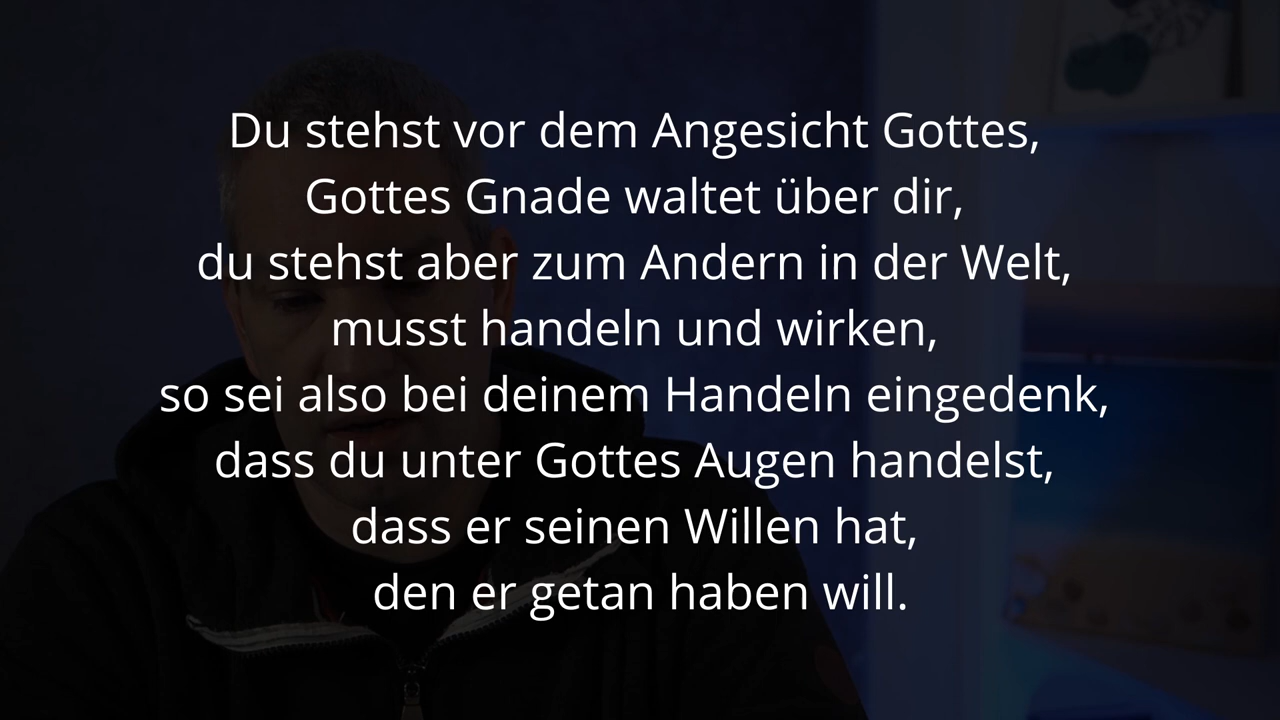 Du stehst vor dem Angesicht Gottes,
Gottes Gnade waltet über dir,
du stehst aber zum Andern in der Welt,
musst handeln und wirken,
so sei also bei deinem Handeln eingedenk,
dass du unter Gottes Augen handelst,
dass er seinen Willen hat,
den er getan haben will.